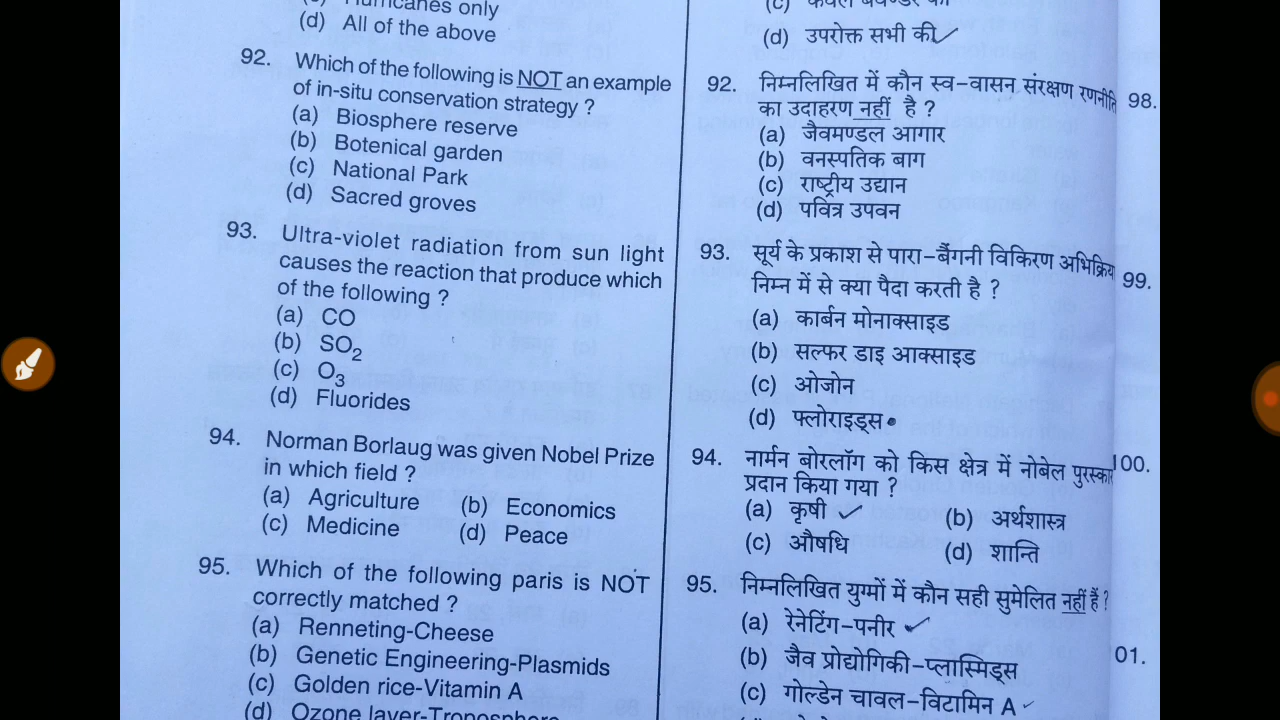 Hurricanes only
(d) All of the above
92. Which of the following is NOT an example
of in-situ conservation strategy ?
(a) Biosphere reserve
(b) Botenical garden
(c) National Park
(d) Sacred groves
93. Ultra-violet radiation from sun light
causes the reaction that produce which
of the following ?
(a) CO
(b) SO2
(c) O3
(d) Fluorides
94. Norman Borlaug was given Nobel Prize
in which field ?
(a) Agriculture (b) Economics
(c) Medicine (d) Peace
95. Which of the following paris is NOT
correctly matched ?
(a) Renneting-Cheese
(b) Genetic Engineering-Plasmids
(c) Golden rice-Vitamin A
(d) Ozone layer-Troposphere
(c) केवल
(d) उपरोक्त सभी की
92. निम्नलिखित में कौन स्व-वासन संरक्षण रणनीति
का उदाहरण नहीं है ?
(a) जैवमण्डल आगार
(b) वनस्पतिक बाग
(c) राष्ट्रीय उद्यान
(d) पवित्र उपवन
93. सूर्य के प्रकाश से पारा-बैंगनी विकिरण अभिक्रिय
निम्न में से क्या पैदा करती है ?
(a) कार्बन मोनाक्साइड
(b) सल्फर डाइ आक्साइड
(c) ओजोन
(d) फ्लोराइड्स
94. नार्मन बोरलॉग को किस क्षेत्र में नोबेल पुरस्कार
प्रदान किया गया ?
(a) कृषी (b) अर्थशास्त्र
(c) औषधि (d) शान्ति
95. निम्नलिखित युग्मों में कौन सही सुमेलित नहीं है ?
(a) रेनेटिंग-पनीर
(b) जैव प्रोद्योगिकी-प्लास्मिड्स
(c) गोल्डेन चावल-विटामिन A
98.
99.
100.
01.